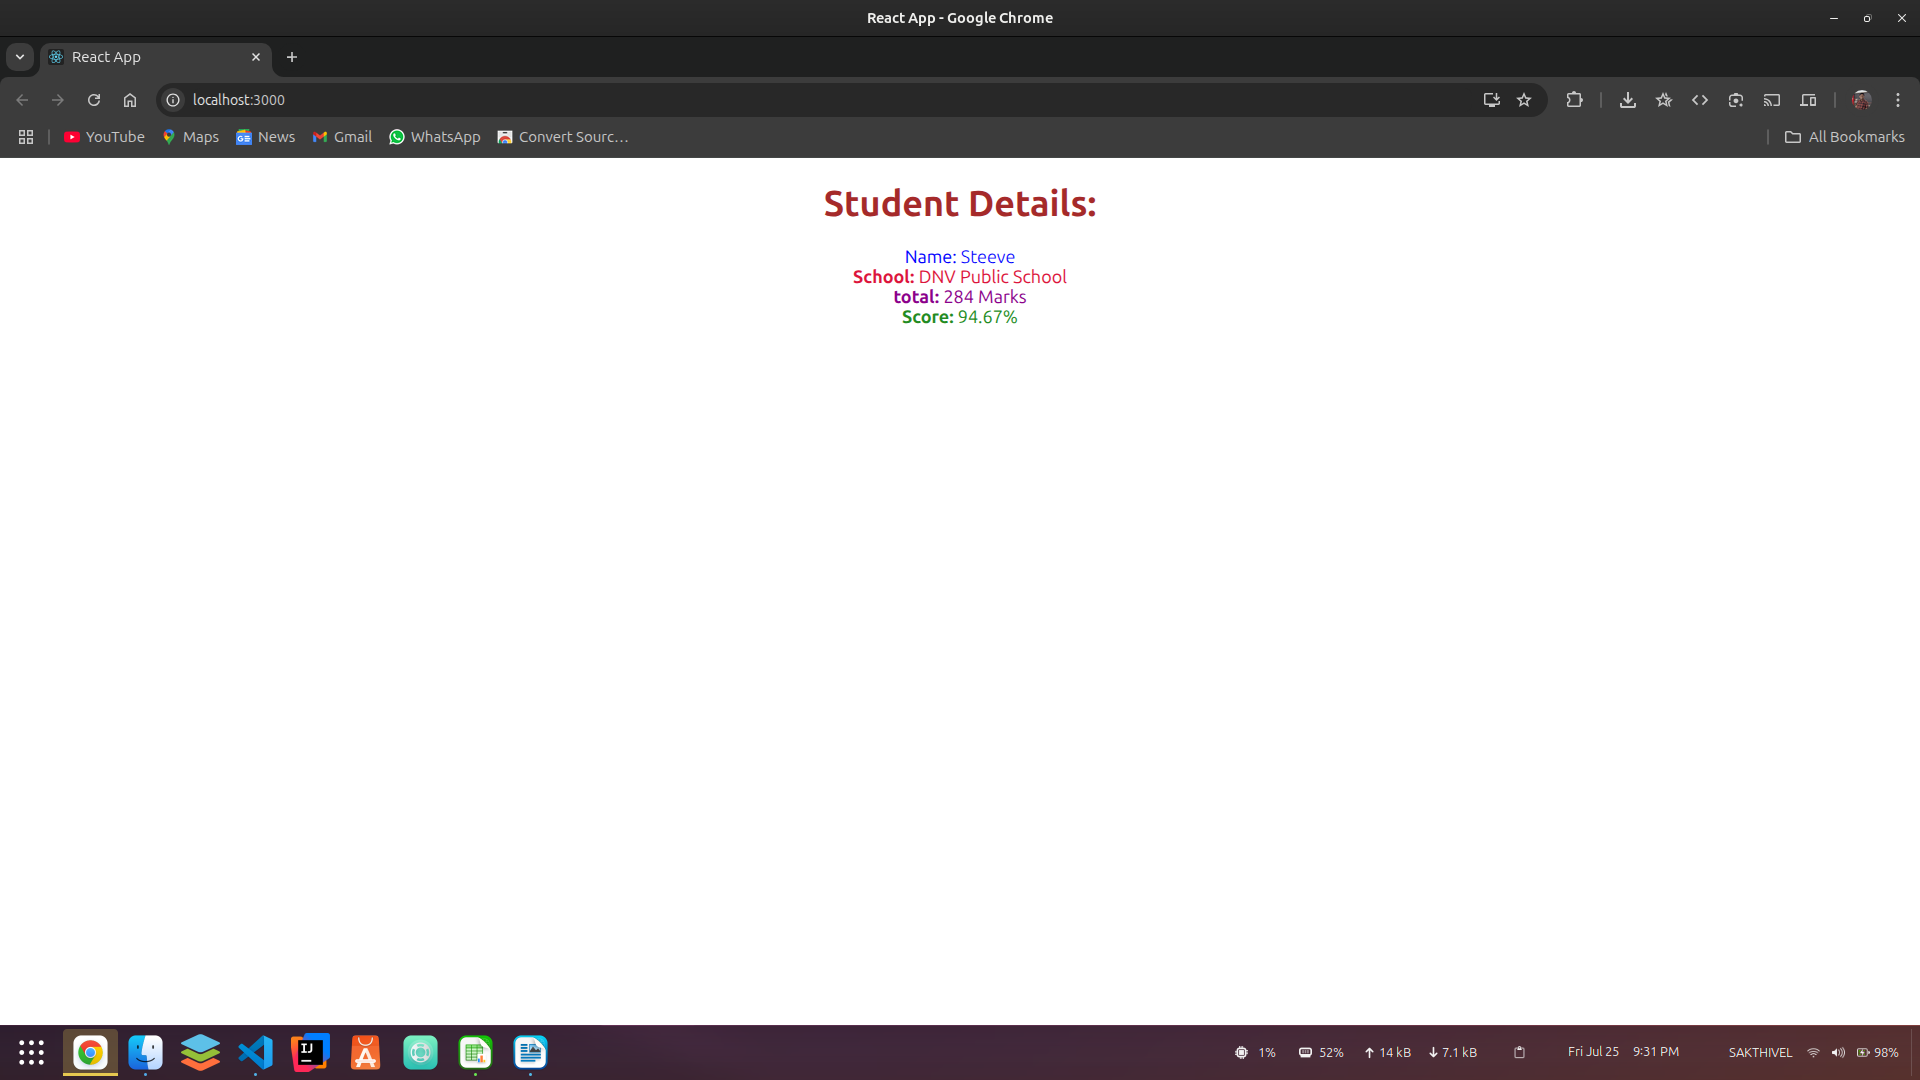 React App - Google Chrome
React App
localhost:3000
YouTube
Maps
News
Gmail
WhatsApp
Convert Sourc…
All Bookmarks
Student Details:
Name: Steeve
School: DNV Public School
total: 284 Marks
Score: 94.67%
1%
52%
14 kB
7.1 kB
Fri Jul 25 9:31 PM
SAKTHIVEL
98%